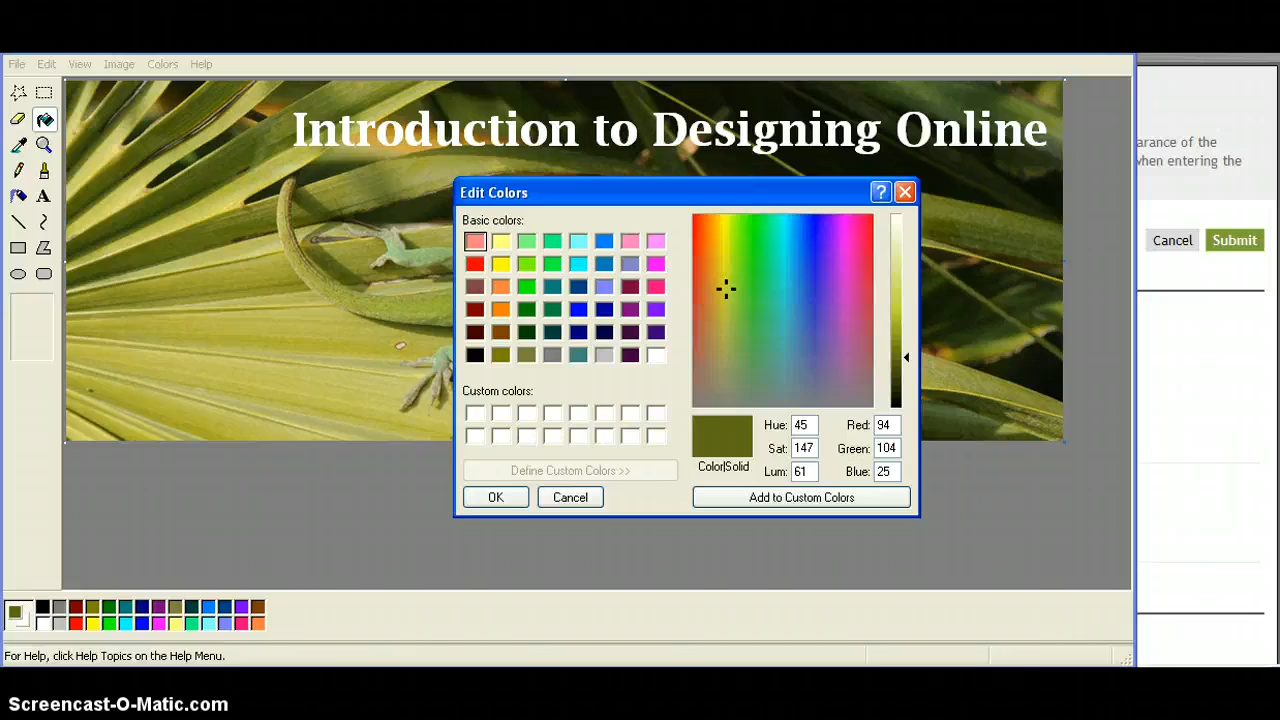 File Edit View Image Colors Help
Introduction to Designing Online
arance of the
when entering the
Cancel Submit
Edit Colors
?
Basic colors:
Custom colors:
Define Custom Colors >>
OK Cancel
Hue: 45 Red: 94
Sat: 147 Green: 104
Color|Solid
Lum: 61 Blue: 25
Add to Custom Colors
A
For Help, click Help Topics on the Help Menu.
Screencast-O-Matic.com